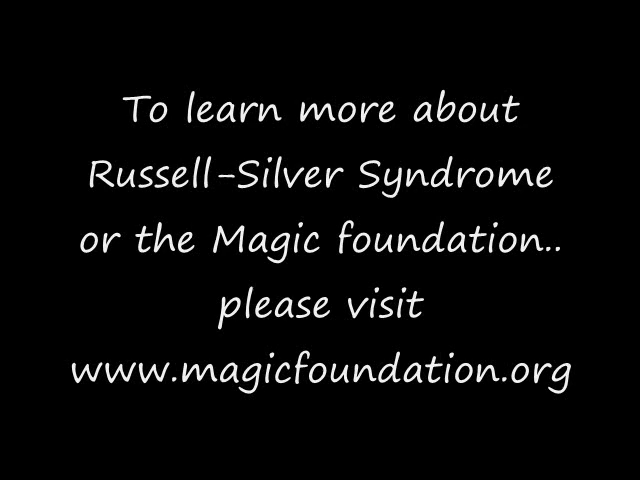 To learn more about
Russell-Silver Syndrome
or the Magic foundation..
please visit
www.magicfoundation.org